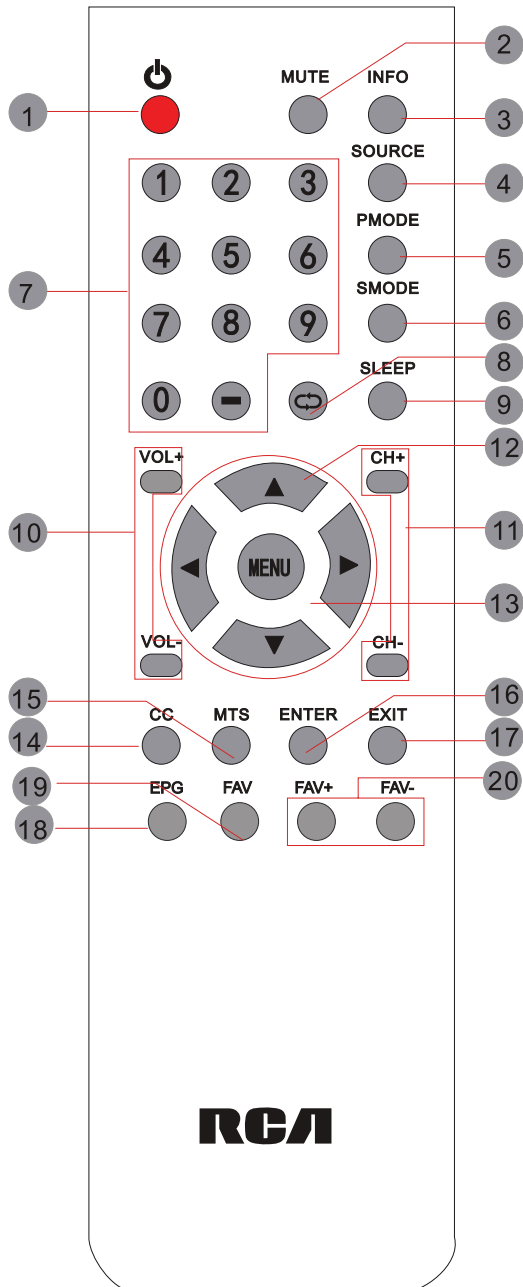 2
MUTE INFO
1
3
SOURCE
1 2 3
4
PMODE
4 5 6
5
7
SMODE
7 8 9
6
8
SLEEP
0 -
9
12
VOL+ CH+
10
11
MENU
13
VOL- CH-
16
15
CC MTS ENTER EXIT
14
17
19
20
EPG FAV FAV+ FAV-
18
RCA